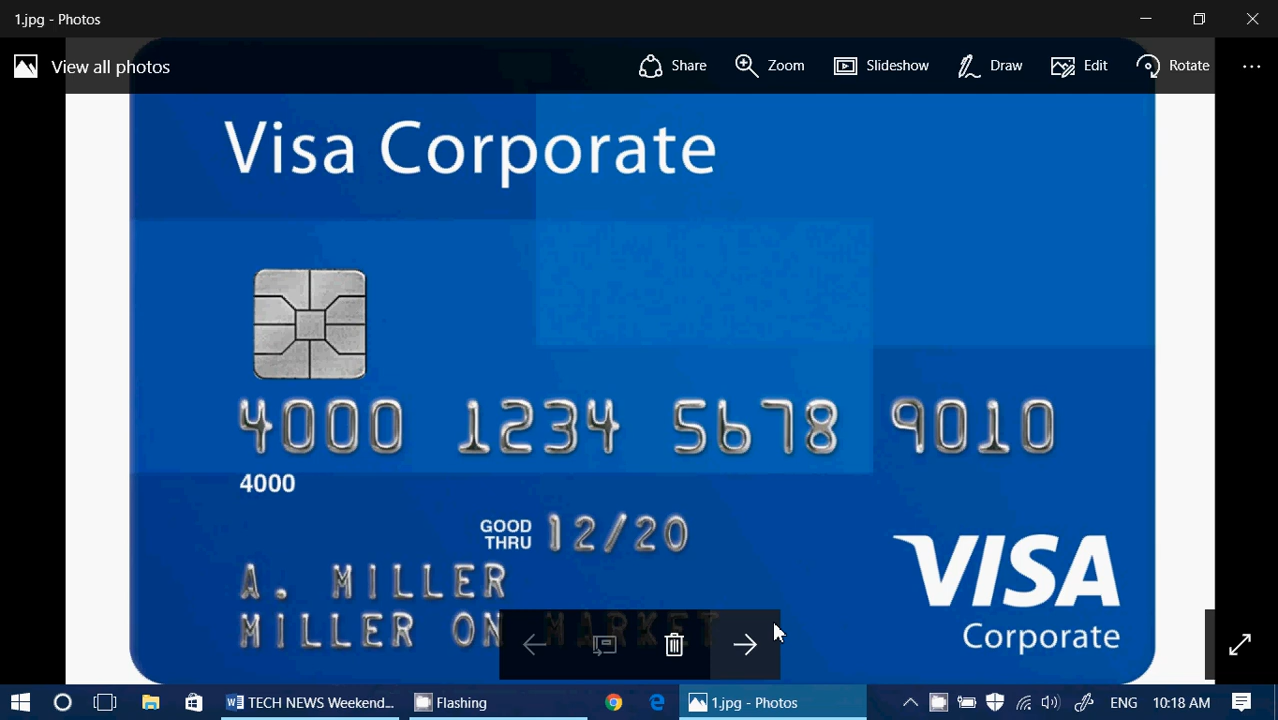 1.jpg - Photos
View all photos
Share Zoom Slideshow Draw Edit Rotate ...
Visa Corporate
4000 1234 5678 9010
4000
GOOD
THRU 12/20
A. MILLER
MILLER ON MARKET
VISA
Corporate
TECH NEWS Weekend... Flashing 1.jpg - Photos ENG 10:18 AM